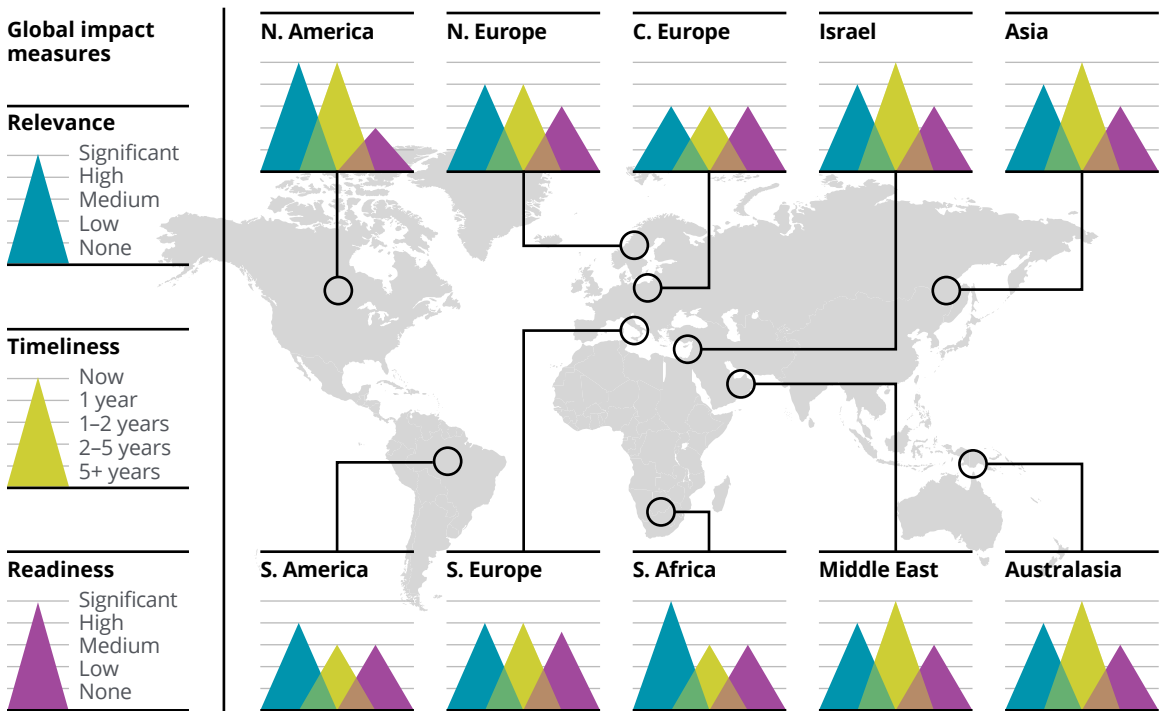 Global impact
measures
Relevance
Significant
High
Medium
Low
None
Timeliness
Now
1 year
1–2 years
2–5 years
5+ years
Readiness
Significant
High
Medium
Low
None
N. America
N. Europe
C. Europe
Israel
Asia
S. America
S. Europe
S. Africa
Middle East
Australasia